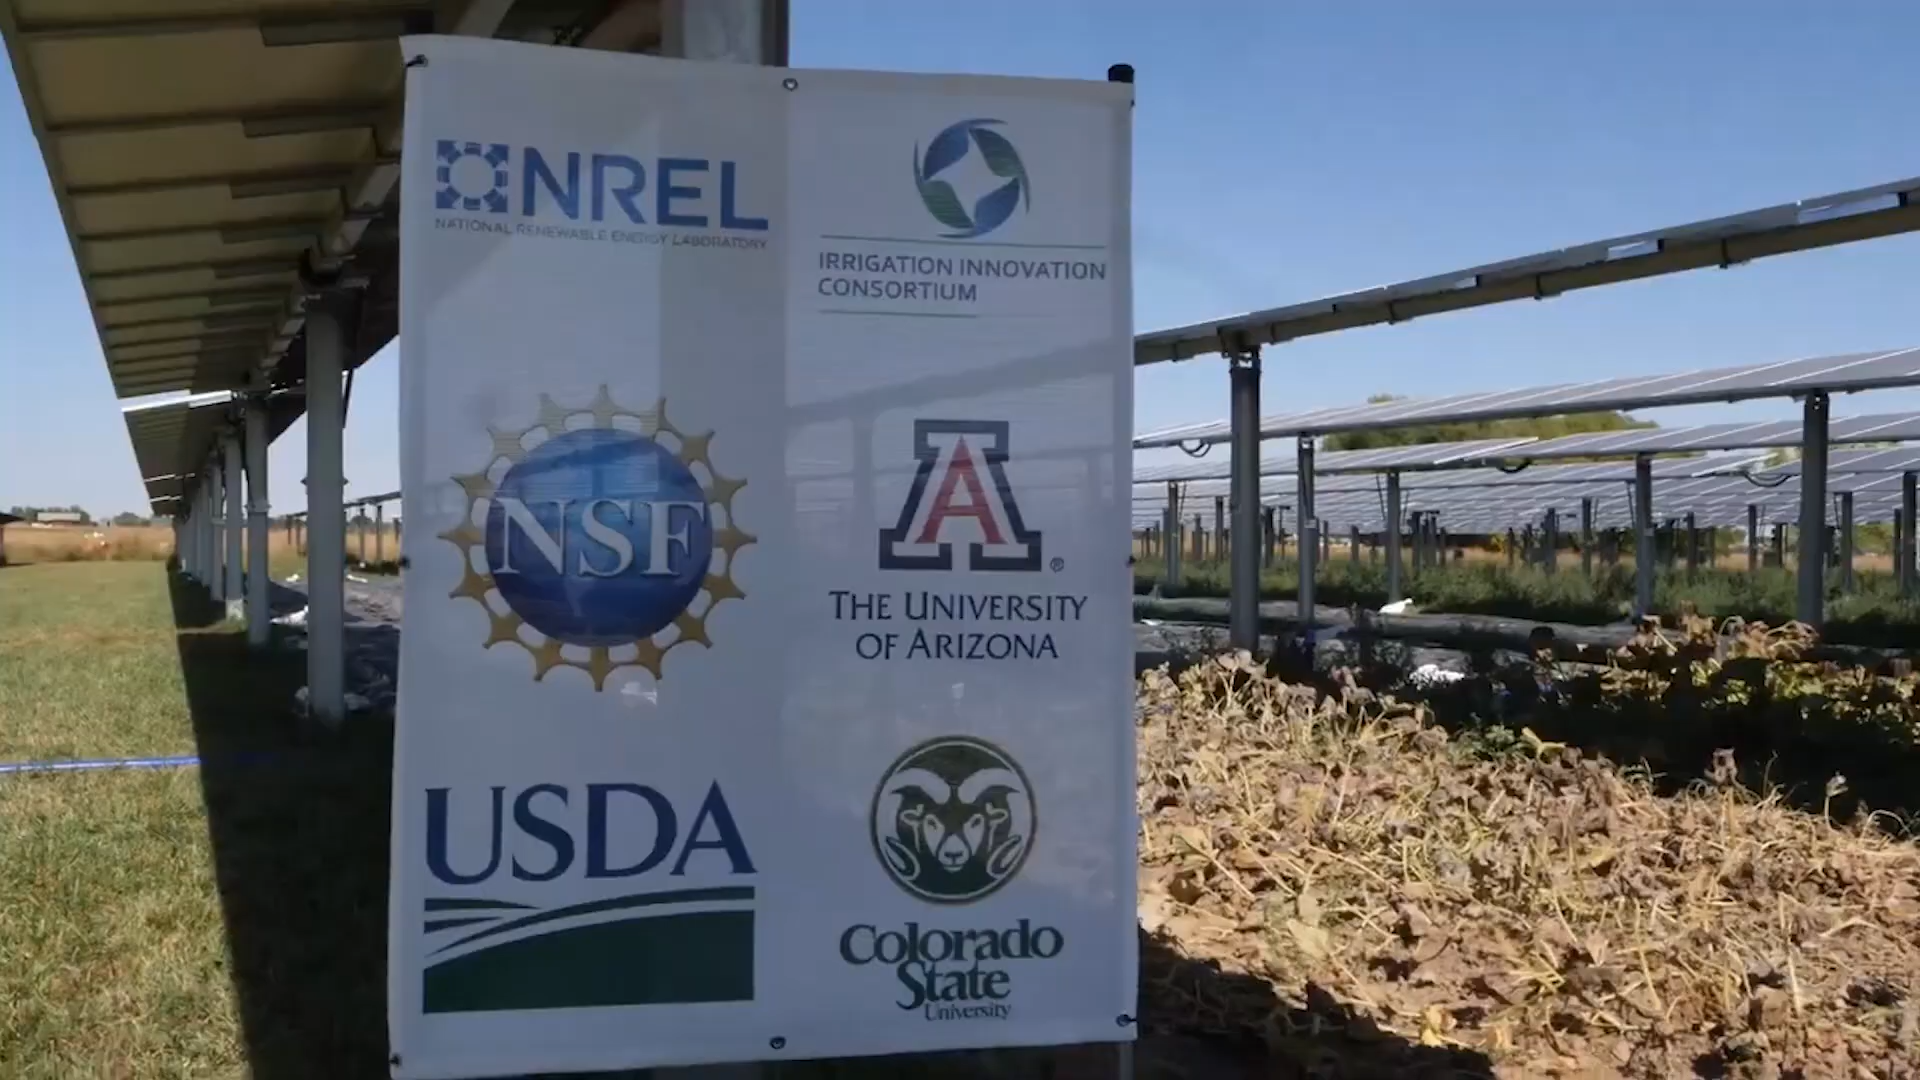 NREL
NATIONAL RENEWABLE ENERGY LABORATORY
IRRIGATION INNOVATION
CONSORTIUM
NSF
A
®
THE UNIVERSITY
OF ARIZONA
USDA
Colorado
State
University